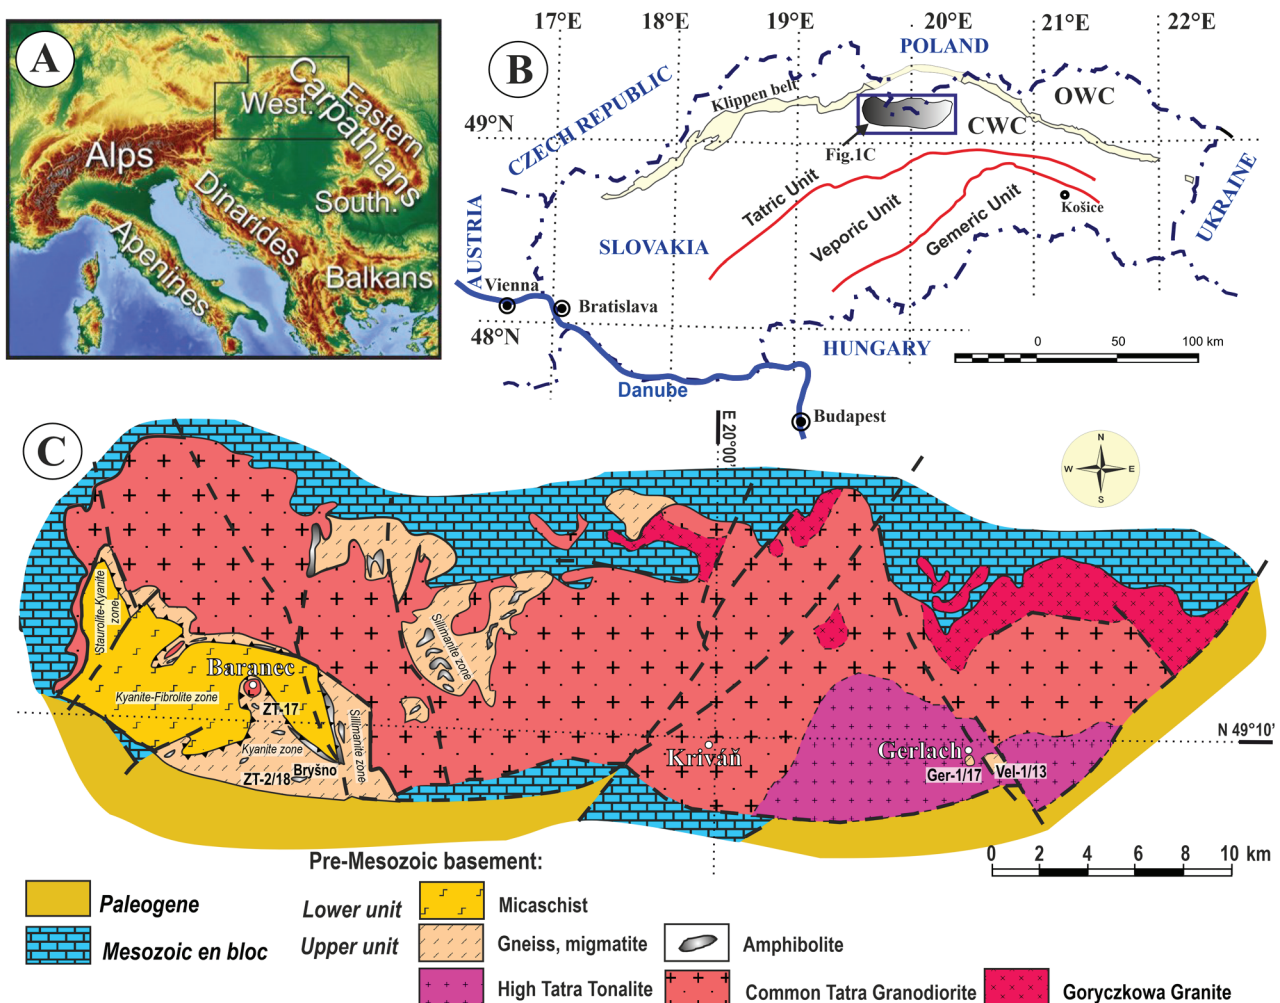 A
West.
Carpathians
Eastern
Alps
Dinarides
South.
Apenines
Balkans
B
17°E
18°E
19°E
20°E
21°E
22°E
POLAND
CZECH REPUBLIC
Klippen belt
OWC
49°N
CWC
Fig.1C
Tatric Unit
Veporic Unit
Gemeric Unit
Košice
UKRAINE
AUSTRIA
SLOVAKIA
Vienna
Bratislava
48°N
HUNGARY
0 50 100 km
Danube
Budapest
C
E 20°00'
N
W E
S
Staurolite-Kyanite
zone
Sillimanite zone
Baranec
Kyanite-Fibrolite zone
ZT-17
Sillimanite zone
Kyanite zone
ZT-2/18
Bryšno
Kriváň
Gerlach
Ger-1/17
Vel-1/13
N 49°10'
0 2 4 6 8 10 km
Pre-Mesozoic basement:
Paleogene
Lower unit
Micaschist
Mesozoic en bloc
Upper unit
Gneiss, migmatite
Amphibolite
High Tatra Tonalite
Common Tatra Granodiorite
Goryczkowa Granite